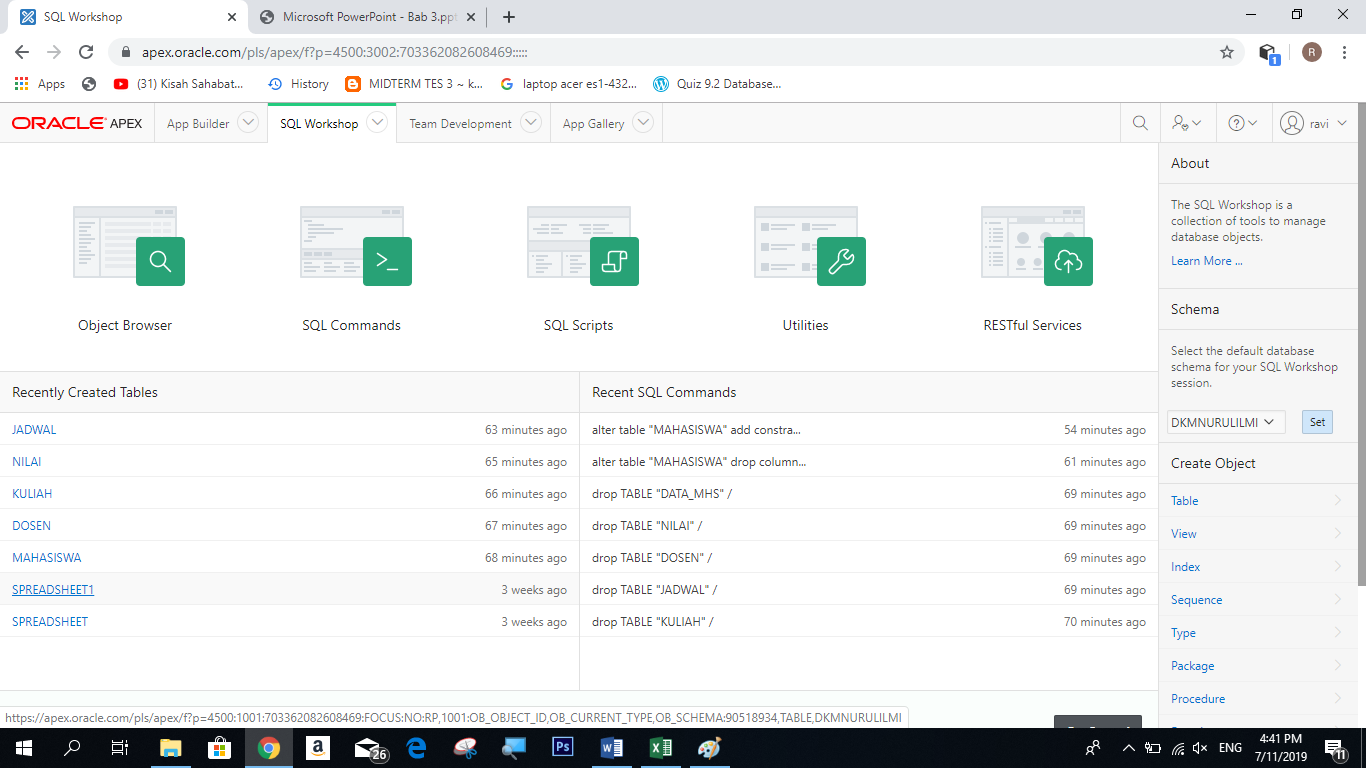 SQL Workshop
Microsoft PowerPoint - Bab 3.ppt
apex.oracle.com/pls/apex/f?p=4500:3002:703362082608469:::::
R
1
Apps
(31) Kisah Sahabat...
History
MIDTERM TES 3 ~ k...
laptop acer es1-432...
Quiz 9.2 Database...
ORACLE APEX
App Builder
SQL Workshop
Team Development
App Gallery
ravi
Object Browser
SQL Commands
SQL Scripts
Utilities
RESTful Services
Recently Created Tables
JADWAL 63 minutes ago
NILAI 65 minutes ago
KULIAH 66 minutes ago
DOSEN 67 minutes ago
MAHASISWA 68 minutes ago
SPREADSHEET1 3 weeks ago
SPREADSHEET 3 weeks ago
Recent SQL Commands
alter table "MAHASISWA" add constra... 54 minutes ago
alter table "MAHASISWA" drop column... 61 minutes ago
drop TABLE "DATA_MHS" / 69 minutes ago
drop TABLE "NILAI" / 69 minutes ago
drop TABLE "DOSEN" / 69 minutes ago
drop TABLE "JADWAL" / 69 minutes ago
drop TABLE "KULIAH" / 70 minutes ago
About
The SQL Workshop is a
collection of tools to manage
database objects.
Learn More ...
Schema
Select the default database
schema for your SQL Workshop
session.
DKMNURULILMI
Set
Create Object
Table
View
Index
Sequence
Type
Package
Procedure
https://apex.oracle.com/pls/apex/f?p=4500:1001:703362082608469:FOCUS:NO:RP,1001:OB_OBJECT_ID,OB_CURRENT_TYPE,OB_SCHEMA:90518934,TABLE,DKMNURULILMI
a
26
Ps
ENG
4:41 PM
7/11/2019
11